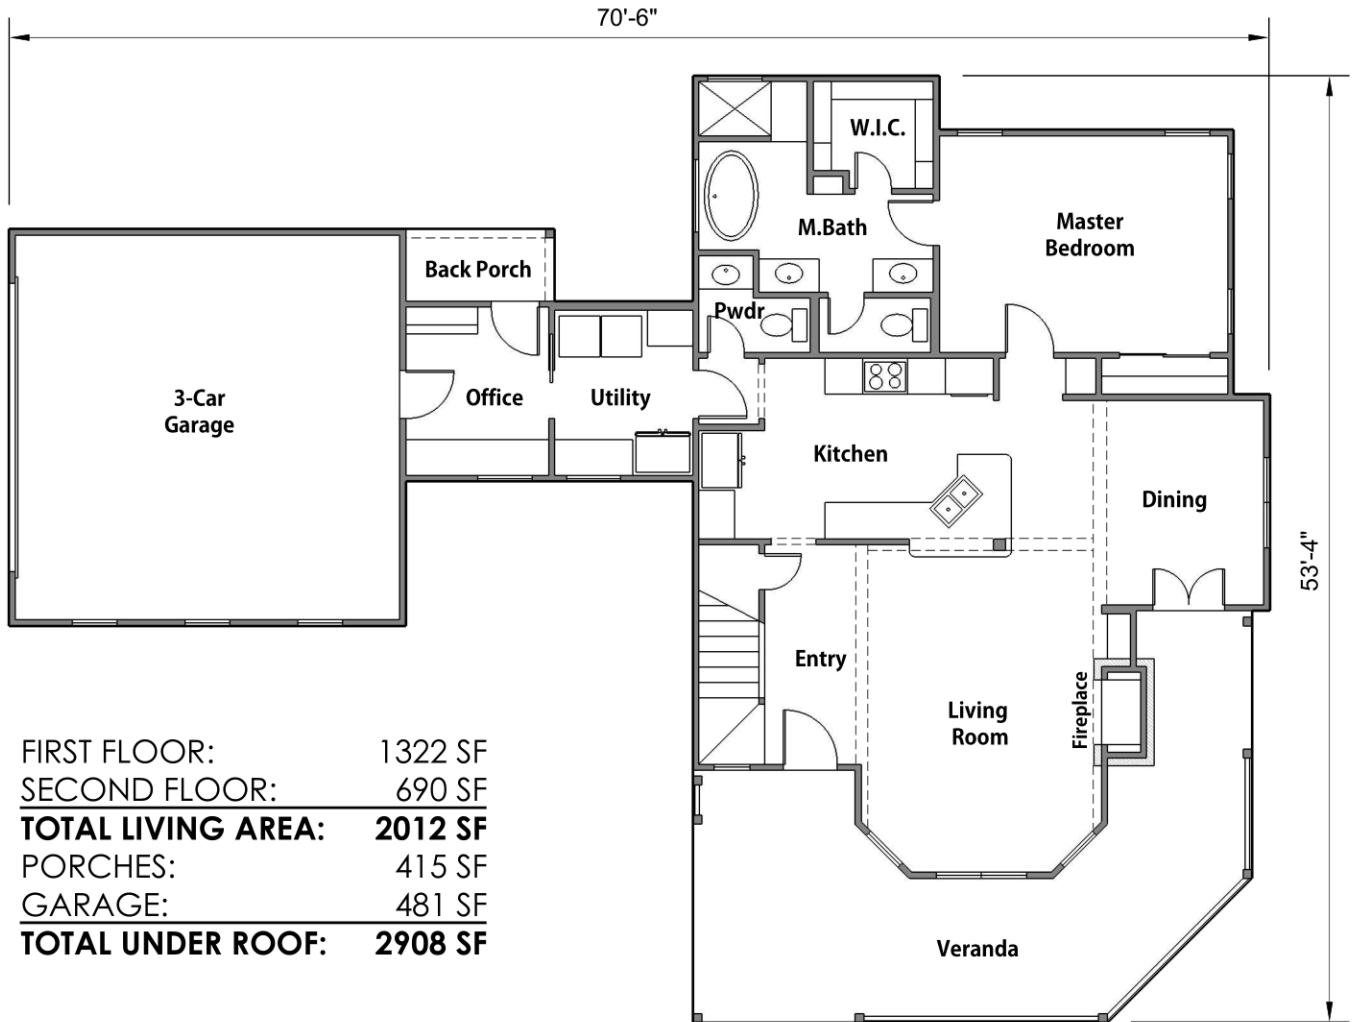 70'-6"
W.I.C.
Master
Bedroom
M.Bath
Back Porch
Pwdr
3-Car
Garage
Office
Utility
Kitchen
Dining
53'-4"
Entry
Living
Room
Fireplace
FIRST FLOOR: 1322 SF
SECOND FLOOR: 690 SF
TOTAL LIVING AREA: 2012 SF
PORCHES: 415 SF
GARAGE: 481 SF
TOTAL UNDER ROOF: 2908 SF
Veranda